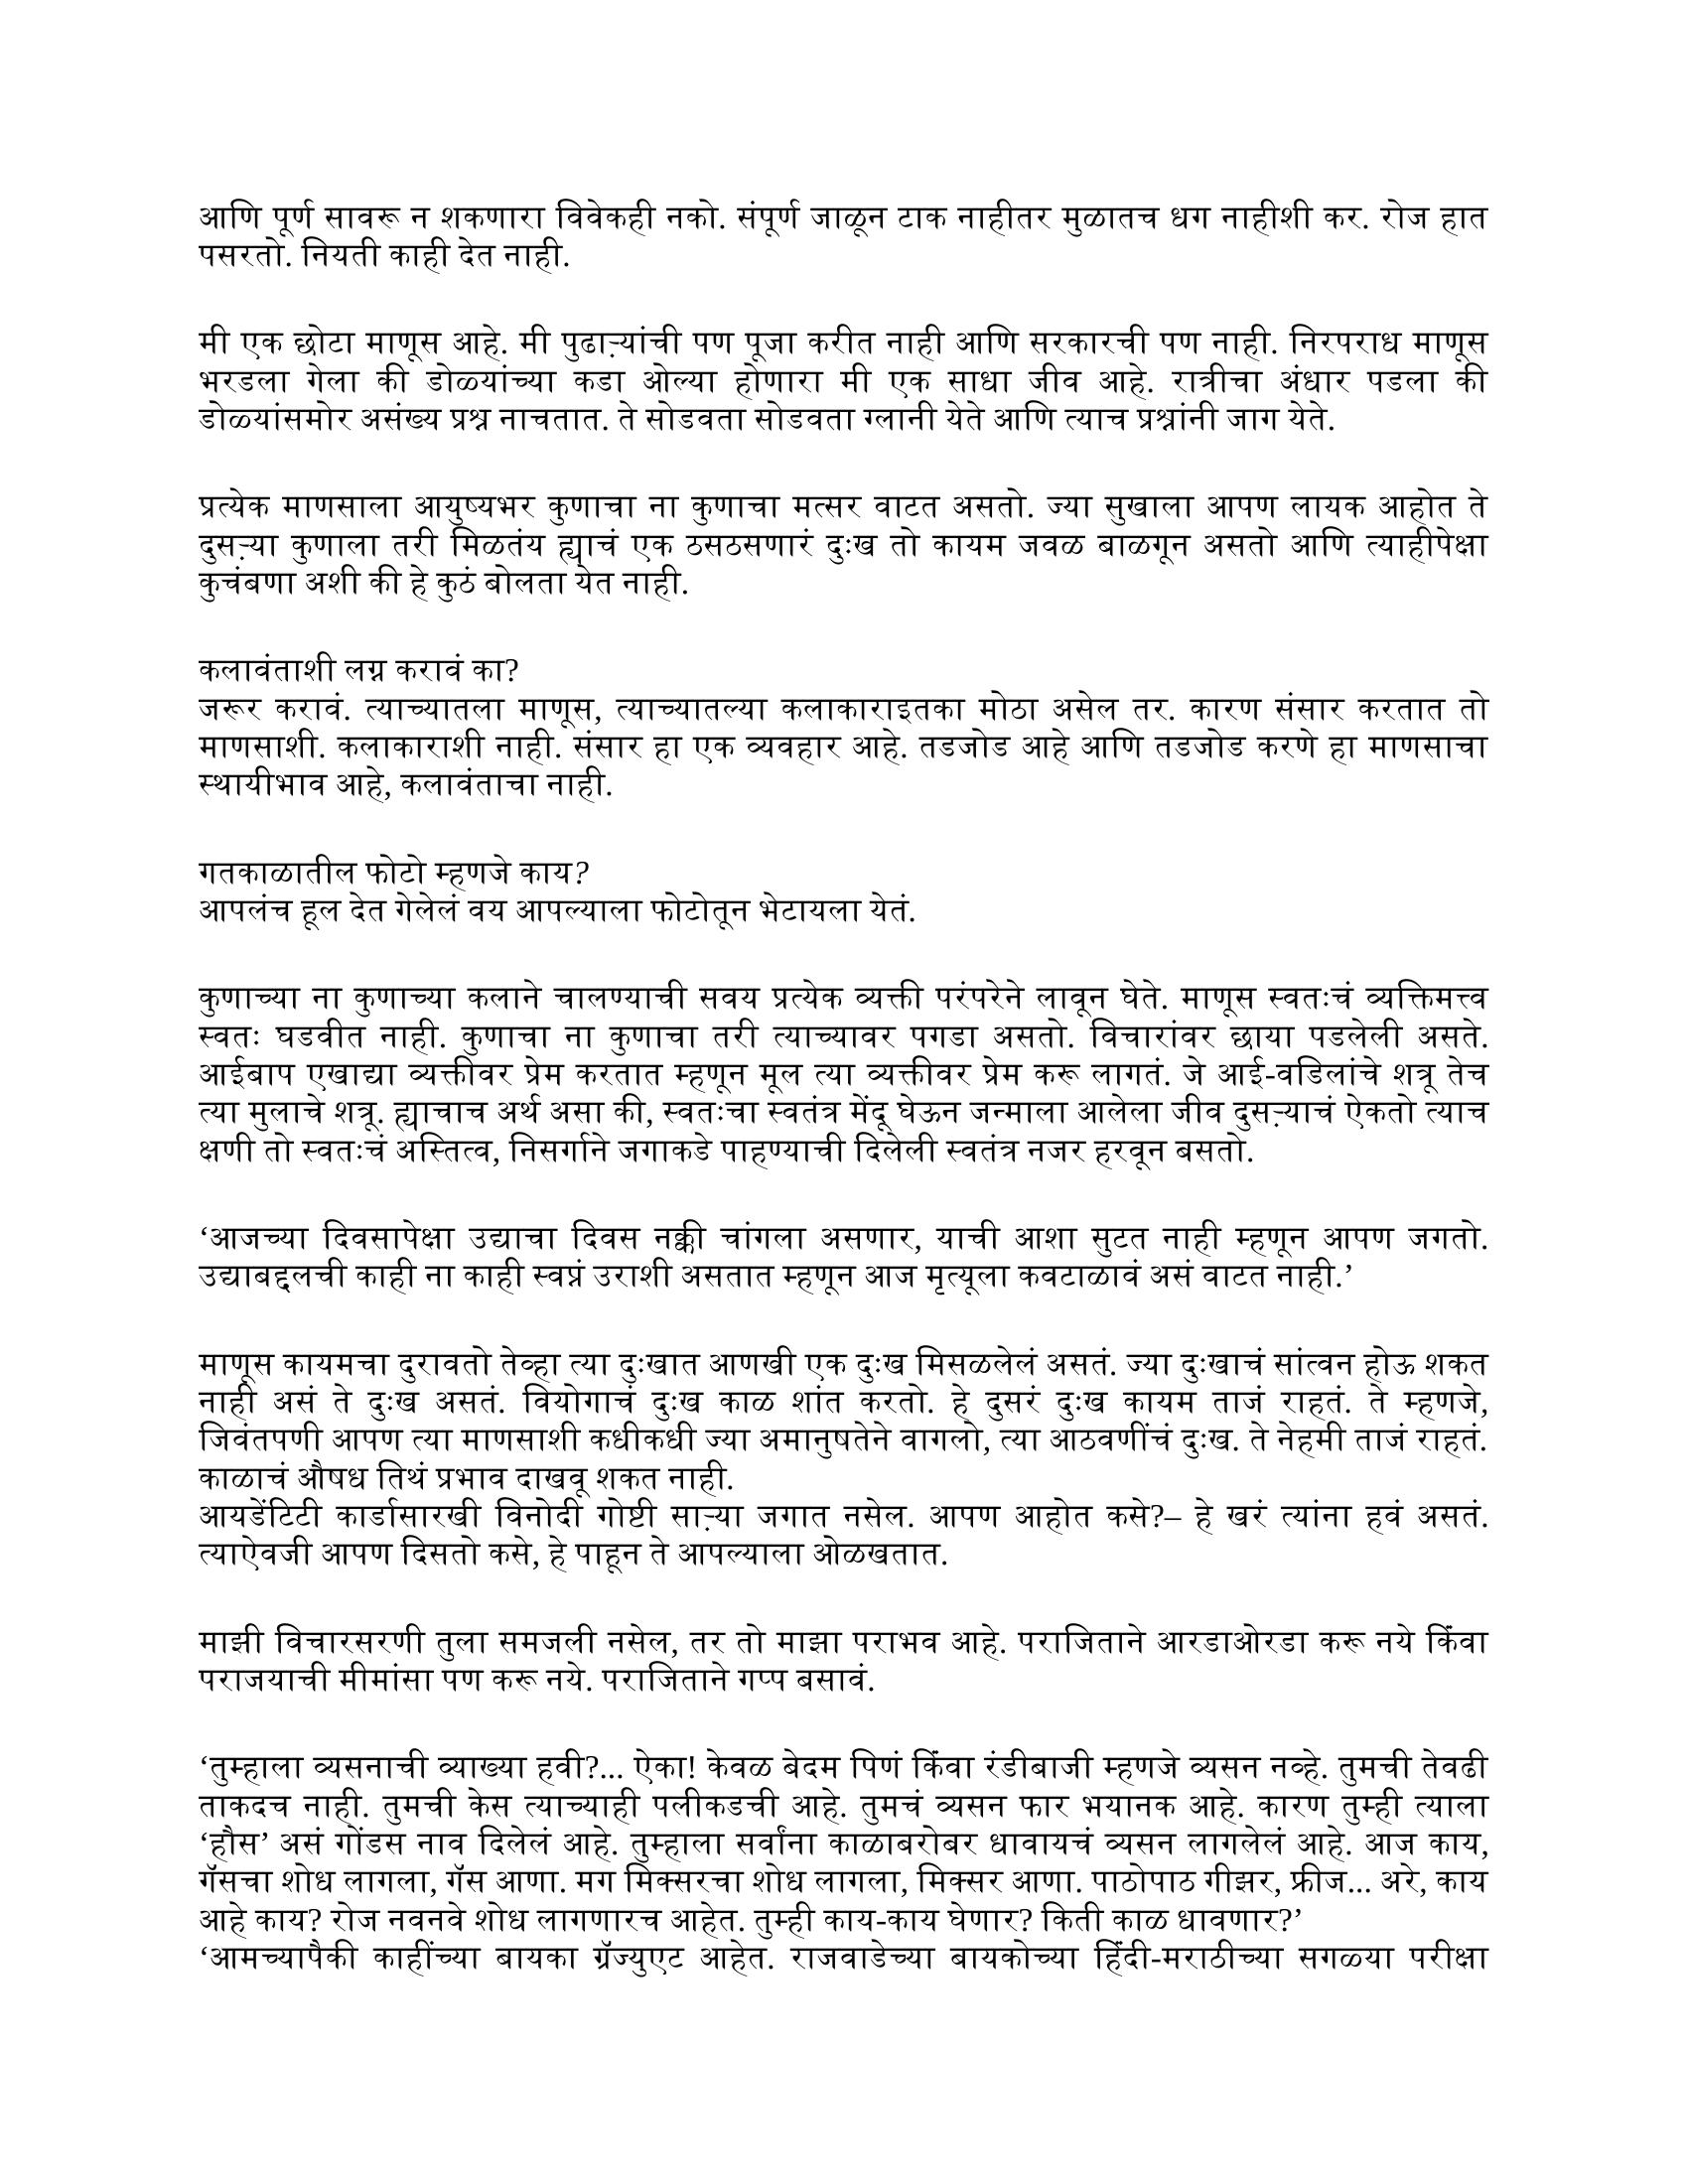 आणि पूर्ण सावरू न शकणारा विवेकही नको. संपूर्ण जाळून टाक नाहीतर मुळातच धग नाहीशी कर. रोज हात
पसरतो. नियती काही देत नाही.
मी एक छोटा माणूस आहे. मी पुढाऱ्यांची पण पूजा करीत नाही आणि सरकारची पण नाही. निरपराध माणूस
भरडला गेला की डोळ्यांच्या कडा ओल्या होणारा मी एक साधा जीव आहे. रात्रीचा अंधार पडला की
डोळ्यांसमोर असंख्य प्रश्न नाचतात. ते सोडवता सोडवता ग्लानी येते आणि त्याच प्रश्नांनी जाग येते.
प्रत्येक माणसाला आयुष्यभर कुणाचा ना कुणाचा मत्सर वाटत असतो. ज्या सुखाला आपण लायक आहोत ते
दुसऱ्या कुणाला तरी मिळतंय ह्याचं एक ठसठसणारं दुःख तो कायम जवळ बाळगून असतो आणि त्याहीपेक्षा
कुचंबणा अशी की हे कुठं बोलता येत नाही.
कलावंताशी लग्न करावं का?
जरूर करावं. त्याच्यातला माणूस, त्याच्यातल्या कलाकाराइतका मोठा असेल तर. कारण संसार करतात तो
माणसाशी. कलाकाराशी नाही. संसार हा एक व्यवहार आहे. तडजोड आहे आणि तडजोड करणे हा माणसाचा
स्थायीभाव आहे, कलावंताचा नाही.
गतकाळातील फोटो म्हणजे काय?
आपलंच हूल देत गेलेलं वय आपल्याला फोटोतून भेटायला येतं.
कुणाच्या ना कुणाच्या कलाने चालण्याची सवय प्रत्येक व्यक्ती परंपरेने लावून घेते. माणूस स्वतःचं व्यक्तिमत्त्व
स्वतः घडवीत नाही. कुणाचा ना कुणाचा तरी त्याच्यावर पगडा असतो. विचारांवर छाया पडलेली असते.
आईबाप एखाद्या व्यक्तीवर प्रेम करतात म्हणून मूल त्या व्यक्तीवर प्रेम करू लागतं. जे आई-वडिलांचे शत्रू तेच
त्या मुलाचे शत्रू. ह्याचाच अर्थ असा की, स्वतःचा स्वतंत्र मेंदू घेऊन जन्माला आलेला जीव दुसऱ्याचं ऐकतो त्याच
क्षणी तो स्वतःचं अस्तित्व, निसर्गाने जगाकडे पाहण्याची दिलेली स्वतंत्र नजर हरवून बसतो.
‘आजच्या दिवसापेक्षा उद्याचा दिवस नक्की चांगला असणार, याची आशा सुटत नाही म्हणून आपण जगतो.
उद्याबद्दलची काही ना काही स्वप्नं उराशी असतात म्हणून आज मृत्यूला कवटाळावं असं वाटत नाही.’
माणूस कायमचा दुरावतो तेव्हा त्या दुःखात आणखी एक दुःख मिसळलेलं असतं. ज्या दुःखाचं सांत्वन होऊ शकत
नाही असं ते दुःख असतं. वियोगाचं दुःख काळ शांत करतो. हे दुसरं दुःख कायम ताजं राहतं. ते म्हणजे,
जिवंतपणी आपण त्या माणसाशी कधीकधी ज्या अमानुषतेने वागलो, त्या आठवणींचं दुःख. ते नेहमी ताजं राहतं.
काळाचं औषध तिथं प्रभाव दाखवू शकत नाही.
आयडेंटिटी कार्डासारखी विनोदी गोष्टी साऱ्या जगात नसेल. आपण आहोत कसे?– हे खरं त्यांना हवं असतं.
त्याऐवजी आपण दिसतो कसे, हे पाहून ते आपल्याला ओळखतात.
माझी विचारसरणी तुला समजली नसेल, तर तो माझा पराभव आहे. पराजिताने आरडाओरडा करू नये किंवा
पराजयाची मीमांसा पण करू नये. पराजिताने गप्प बसावं.
‘तुम्हाला व्यसनाची व्याख्या हवी?... ऐका! केवळ बेदम पिणं किंवा रंडीबाजी म्हणजे व्यसन नव्हे. तुमची तेवढी
ताकदच नाही. तुमची केस त्याच्याही पलीकडची आहे. तुमचं व्यसन फार भयानक आहे. कारण तुम्ही त्याला
‘हौस’ असं गोंडस नाव दिलेलं आहे. तुम्हाला सर्वांना काळाबरोबर धावायचं व्यसन लागलेलं आहे. आज काय,
गॅसचा शोध लागला, गॅस आणा. मग मिक्सरचा शोध लागला, मिक्सर आणा. पाठोपाठ गीझर, फ्रीज... अरे, काय
आहे काय? रोज नवनवे शोध लागणारच आहेत. तुम्ही काय-काय घेणार? किती काळ धावणार?’
‘आमच्यापैकी काहींच्या बायका ग्रॅज्युएट आहेत. राजवाडेच्या बायकोच्या हिंदी-मराठीच्या सगळ्या परीक्षा